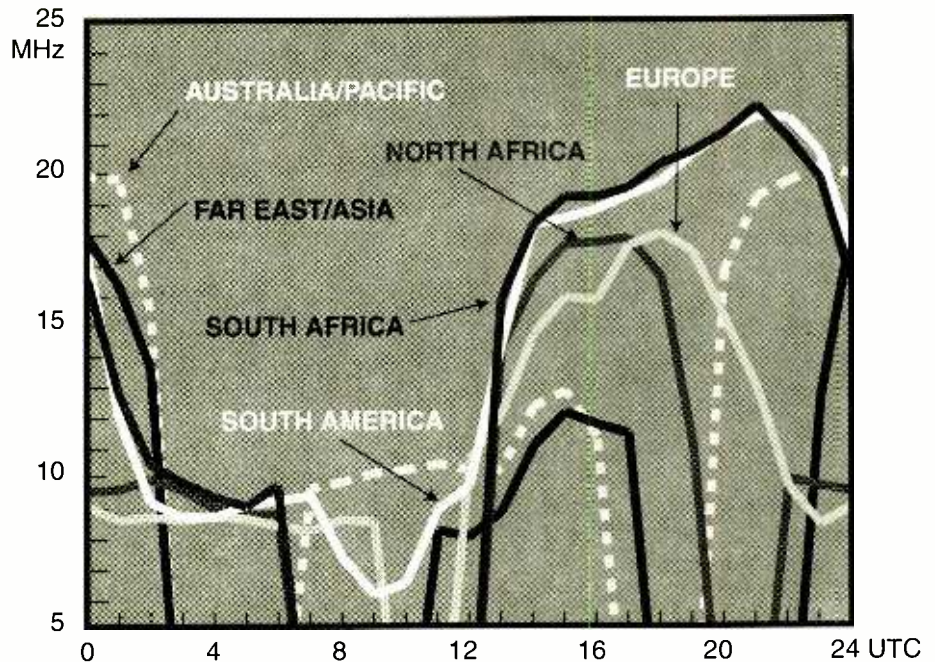 25
MHz
EUROPE
AUSTRALIA/PACIFIC
NORTH AFRICA
20
FAR EAST/ASIA
15
SOUTH AFRICA
SOUTH AMERICA
10
5
0 4 8 12 16 20 24 UTC